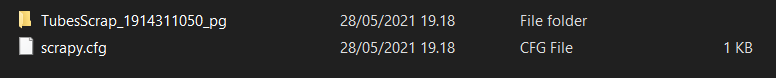 TubesScrap_1914311050_pg 28/05/2021 19.18 File folder
scrapy.cfg 28/05/2021 19.18 CFG File 1 KB